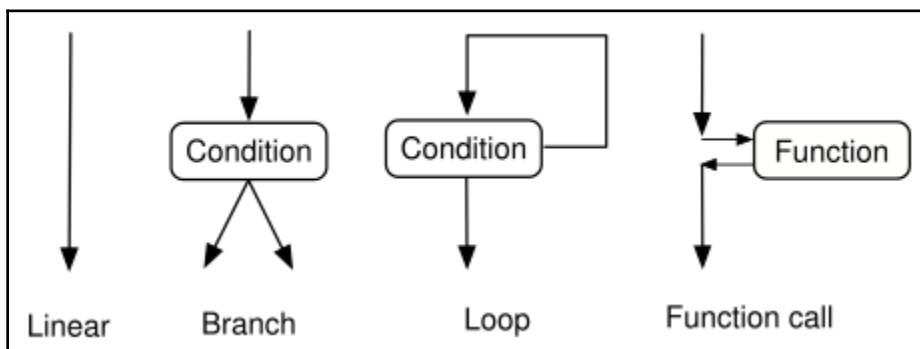 Condition
Condition
Function
Linear
Branch
Loop
Function call